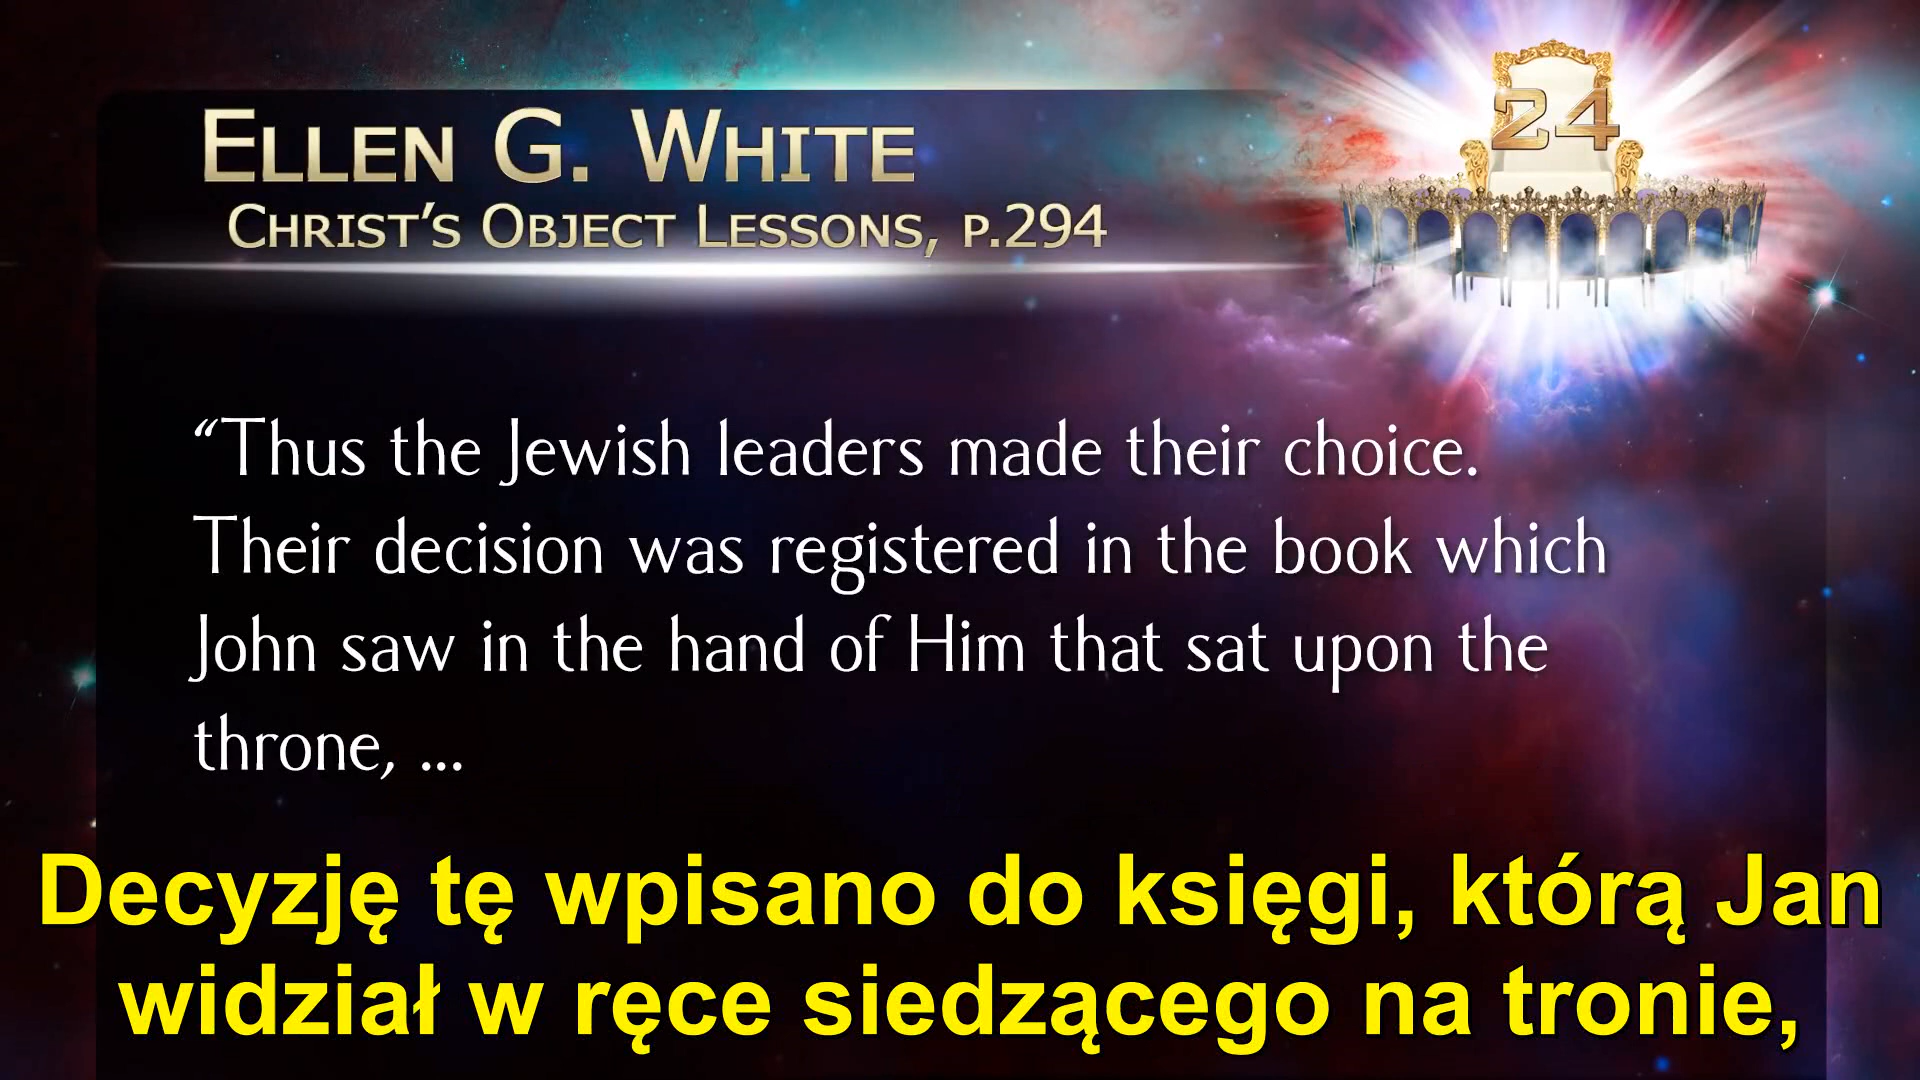 ELLEN G. WHITE
CHRIST'S OBJECT LESSONS, P.294
24
“Thus the Jewish leaders made their choice.
Their decision was registered in the book which
John saw in the hand of Him that sat upon the
throne, ...
Decyzję tę wpisano do księgi, którą Jan
widział w ręce siedzącego na tronie,